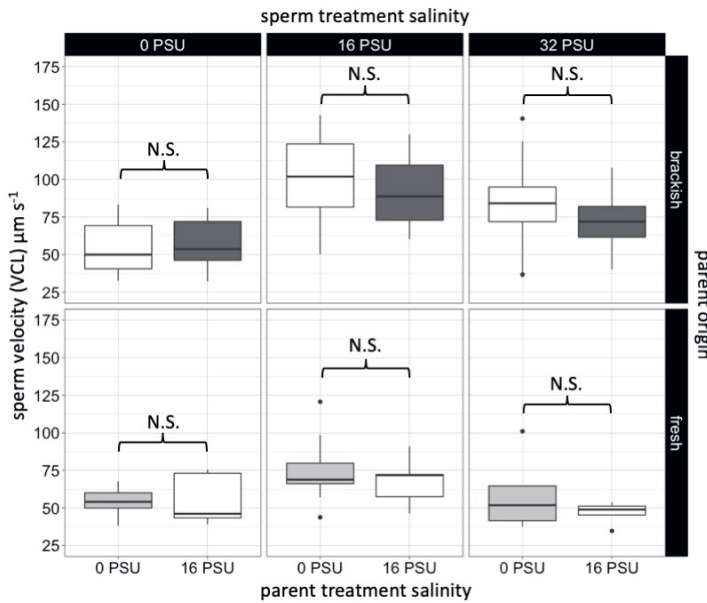 sperm treatment salinity
0 PSU 16 PSU 32 PSU
175
150
125
100
75
50
25
N.S.
N.S.
N.S.
brackish
175
150
125
100
75
50
25
N.S.
N.S.
N.S.
fresh
sperm velocity (VCL) µm s⁻¹
parent origin
0 PSU 16 PSU 0 PSU 16 PSU 0 PSU 16 PSU
parent treatment salinity